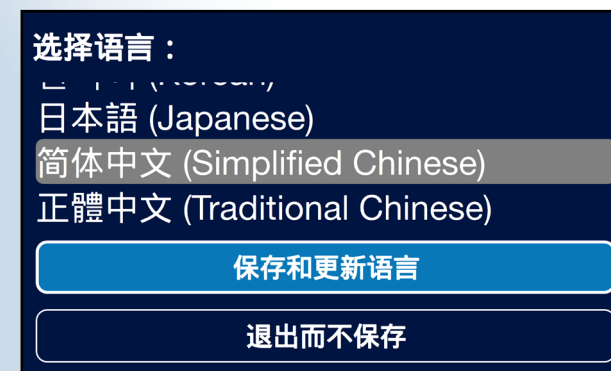 选择语言：
日本語 (Japanese)
简体中文 (Simplified Chinese)
正體中文 (Traditional Chinese)
保存和更新语言
退出而不保存